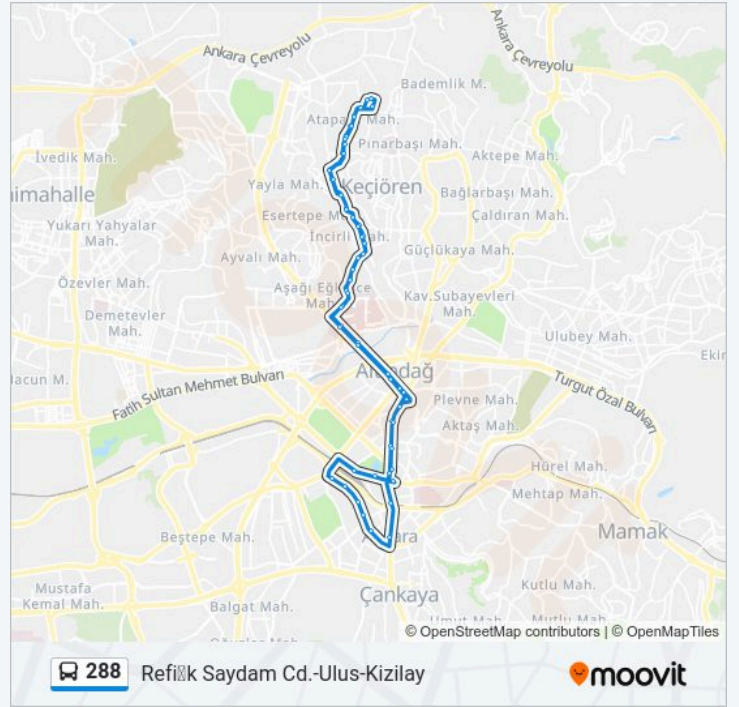 Ankara Çevreyolu
Ankara Çevreyolu
Bademlik M.
Atapark Mah.
Pınarbaşı Mah.
İvedik Mah.
Aktepe Mah.
Yayla Mah.
Keçiören
Bağlarbaşı Mah.
nimahalle
Esertepe
Çaldıran Mah.
Yukarı Yahyalar
Mah.
İncirli Mah.
Güçlükaya Mah.
Ayvalı Mah.
Özevler Mah.
Aşağı Eğlence
Mah.
Kav.Subayevleri
Mah.
Demetevler
Mah.
Ulubey Mah.
Altındağ
lacun M.
Fatih Sultan Mehmet Bulvarı
Turgut Özal Bulvarı
Plevne Mah.
Aktaş Mah.
Hürel Mah.
Mehtap Mah.
Beştepe Mah.
Ankara
Mamak
Çankaya
Mustafa
Kemal Mah.
Balgat Mah.
Kutlu Mah.
© OpenStreetMap contributors | © OpenMapTiles
288 Refi▯k Saydam Cd.-Ulus-Kizilay
moovit